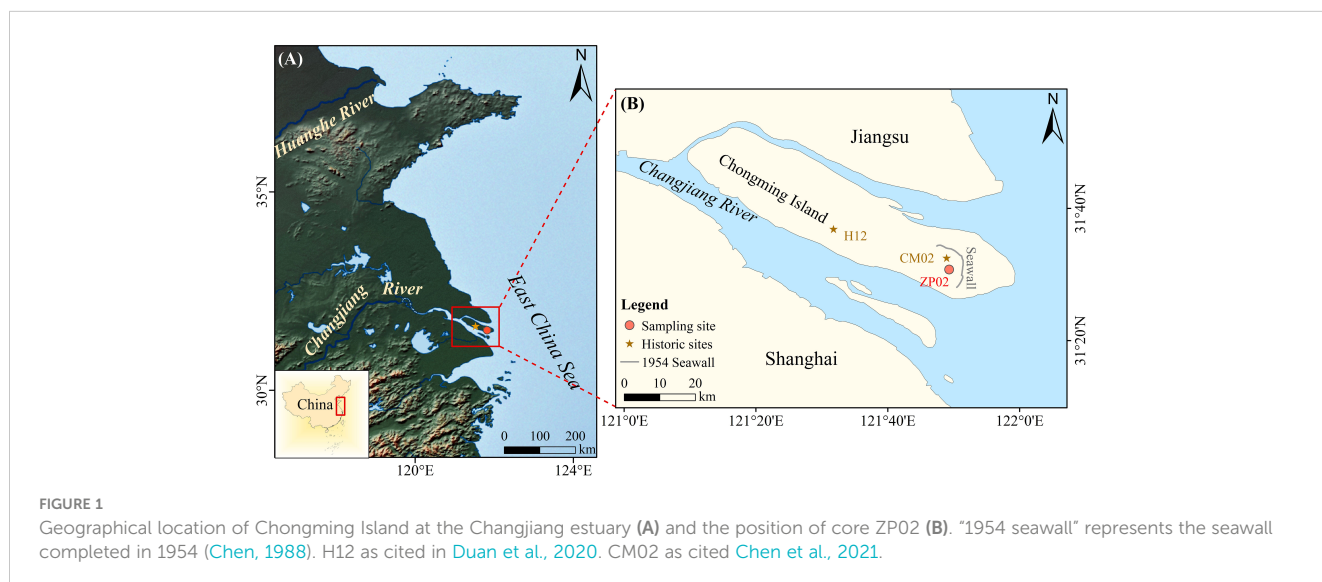 (A)
N
Huanghe River
35°N
Changjiang River
East China Sea
30°N
China
0 100 200
km
120°E
124°E
(B)
N
Jiangsu
Chongming Island
Changjiang River
31°40'N
H12
CM02
Seawall
ZP02
Legend
Sampling site
Historic sites
1954 Seawall
0 10 20
km
Shanghai
31°20'N
121°0'E
121°20'E
121°40'E
122°0'E
FIGURE 1
Geographical location of Chongming Island at the Changjiang estuary (A) and the position of core ZP02 (B). “1954 seawall” represents the seawall
completed in 1954 (Chen, 1988). H12 as cited in Duan et al., 2020. CM02 as cited Chen et al., 2021.